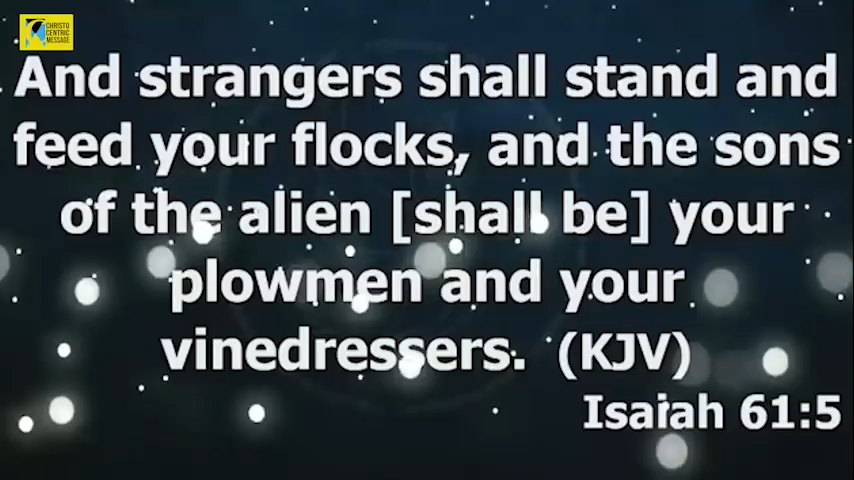 CHRISTO
CENTRIC
MESSAGE
And strangers shall stand and
feed your flocks, and the sons
of the alien [shall be] your
plowmen and your
vinedressers. (KJV)
Isaiah 61:5